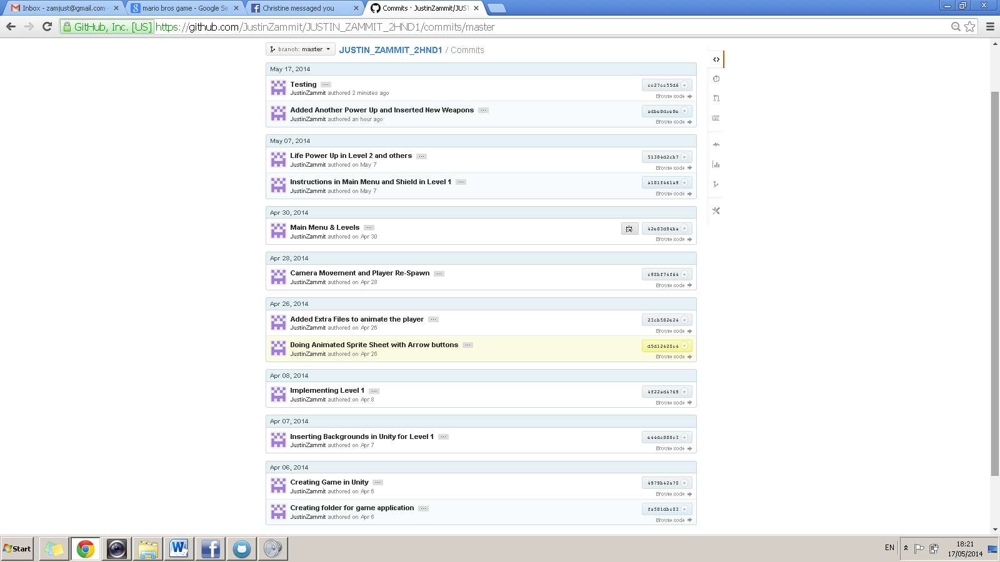 Inbox - zamjust@gmail.com -
mario bros game - Google Se
Christine messaged you
Commits · JustinZammit/JUS
GitHub, Inc. [US] https://github.com/JustinZammit/JUSTIN_ZAMMIT_2HND1/commits/master
branch: master JUSTIN_ZAMMIT_2HND1 / Commits
May 17, 2014
Testing ...
cc27cc55d6
JustinZammit authored 2 minutes ago
Browse code
Added Another Power Up and Inserted New Weapons ...
adbe0dce0e
JustinZammit authored an hour ago
Browse code
May 07, 2014
Life Power Up in Level 2 and others ...
51304d2cb7
JustinZammit authored on May 7
Browse code
Instructions in Main Menu and Shield in Level 1 ...
a101f461a9
JustinZammit authored on May 7
Browse code
Apr 30, 2014
Main Menu & Levels ...
42e03d94ba
JustinZammit authored on Apr 30
Browse code
Apr 28, 2014
Camera Movement and Player Re-Spawn ...
c98bf74f64
JustinZammit authored on Apr 28
Browse code
Apr 26, 2014
Added Extra Files to animate the player ...
23cb502e24
JustinZammit authored on Apr 26
Browse code
Doing Animated Sprite Sheet with Arrow buttons ...
d5d12428c4
JustinZammit authored on Apr 26
Browse code
Apr 08, 2014
Implementing Level 1 ...
4f22ad4769
JustinZammit authored on Apr 8
Browse code
Apr 07, 2014
Inserting Backgrounds in Unity for Level 1 ...
e44dc000c3
JustinZammit authored on Apr 7
Browse code
Apr 06, 2014
Creating Game in Unity ...
4979b42a78
JustinZammit authored on Apr 6
Browse code
Creating folder for game application ...
fa501dbc83
JustinZammit authored on Apr 6
Browse code
Start
EN
18:21
17/05/2014